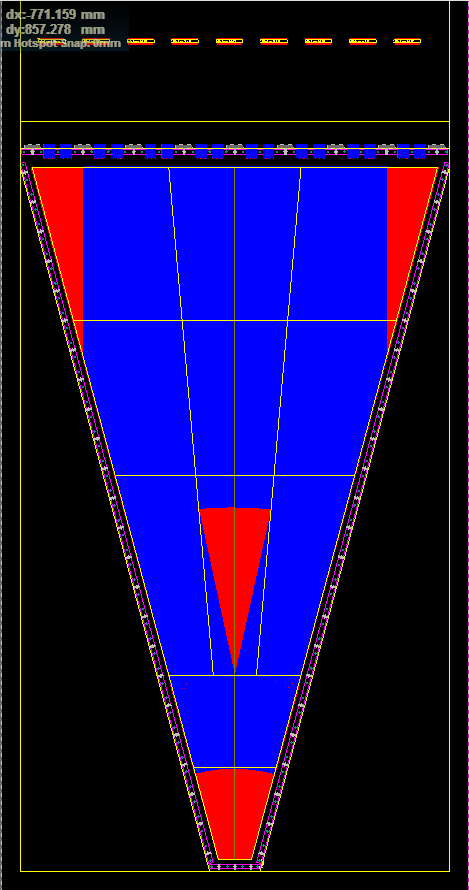 dx:-771.159 mm
dy:857.278 mm
m Hotspot Snap: 0mm